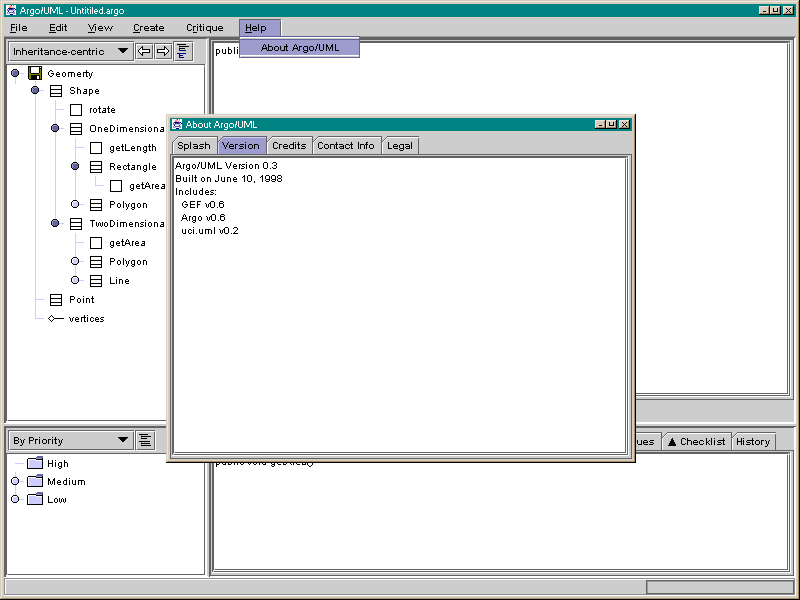 Argo/UML - Untitled.argo
File Edit View Create Critique Help
About Argo/UML
Inheritance-centric
Geomerty
Shape
rotate
OneDimensiona
getLength
Rectangle
getArea
Polygon
TwoDimensiona
getArea
Polygon
Line
Point
vertices
publi
About Argo/UML
Splash Version Credits Contact Info Legal
Argo/UML Version 0.3
Built on June 10, 1998
Includes:
GEF v0.6
Argo v0.6
uci.uml v0.2
By Priority
High
Medium
Low
ues Checklist History
public void getArea()